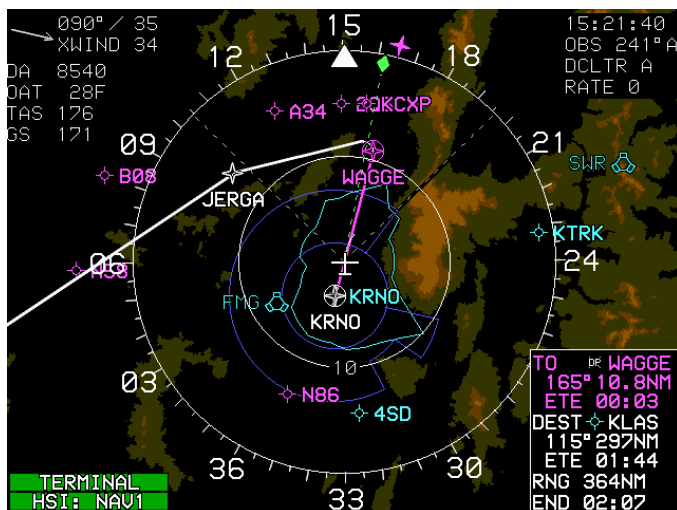 090° / 35
XWIND 34
DA 8540
OAT 28F
TAS 176
GS 171
15:21:40
OBS 241°A
DCLTR A
RATE 0
15
12
18
A34
KCXP
09
21
B08
WAGGE
SWR
JERGA
KTRK
06
24
FMG
KRNO
KRNO
10
03
N86
4SD
36
30
33
TO DR WAGGE
165° 10.8NM
ETE 00:03
DEST KLAS
115° 297NM
ETE 01:44
RNG 364NM
END 02:07
TERMINAL
HSI: NAV1